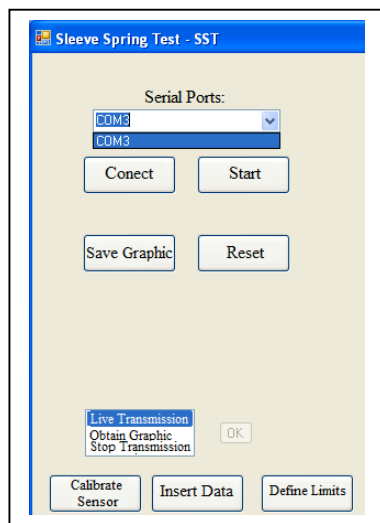 Sleeve Spring Test - SST
Serial Ports:
COM3
COM3
Conect
Start
Save Graphic
Reset
Live Transmission
Obtain Graphic
Stop Transmission
OK
Calibrate
Sensor
Insert Data
Define Limits